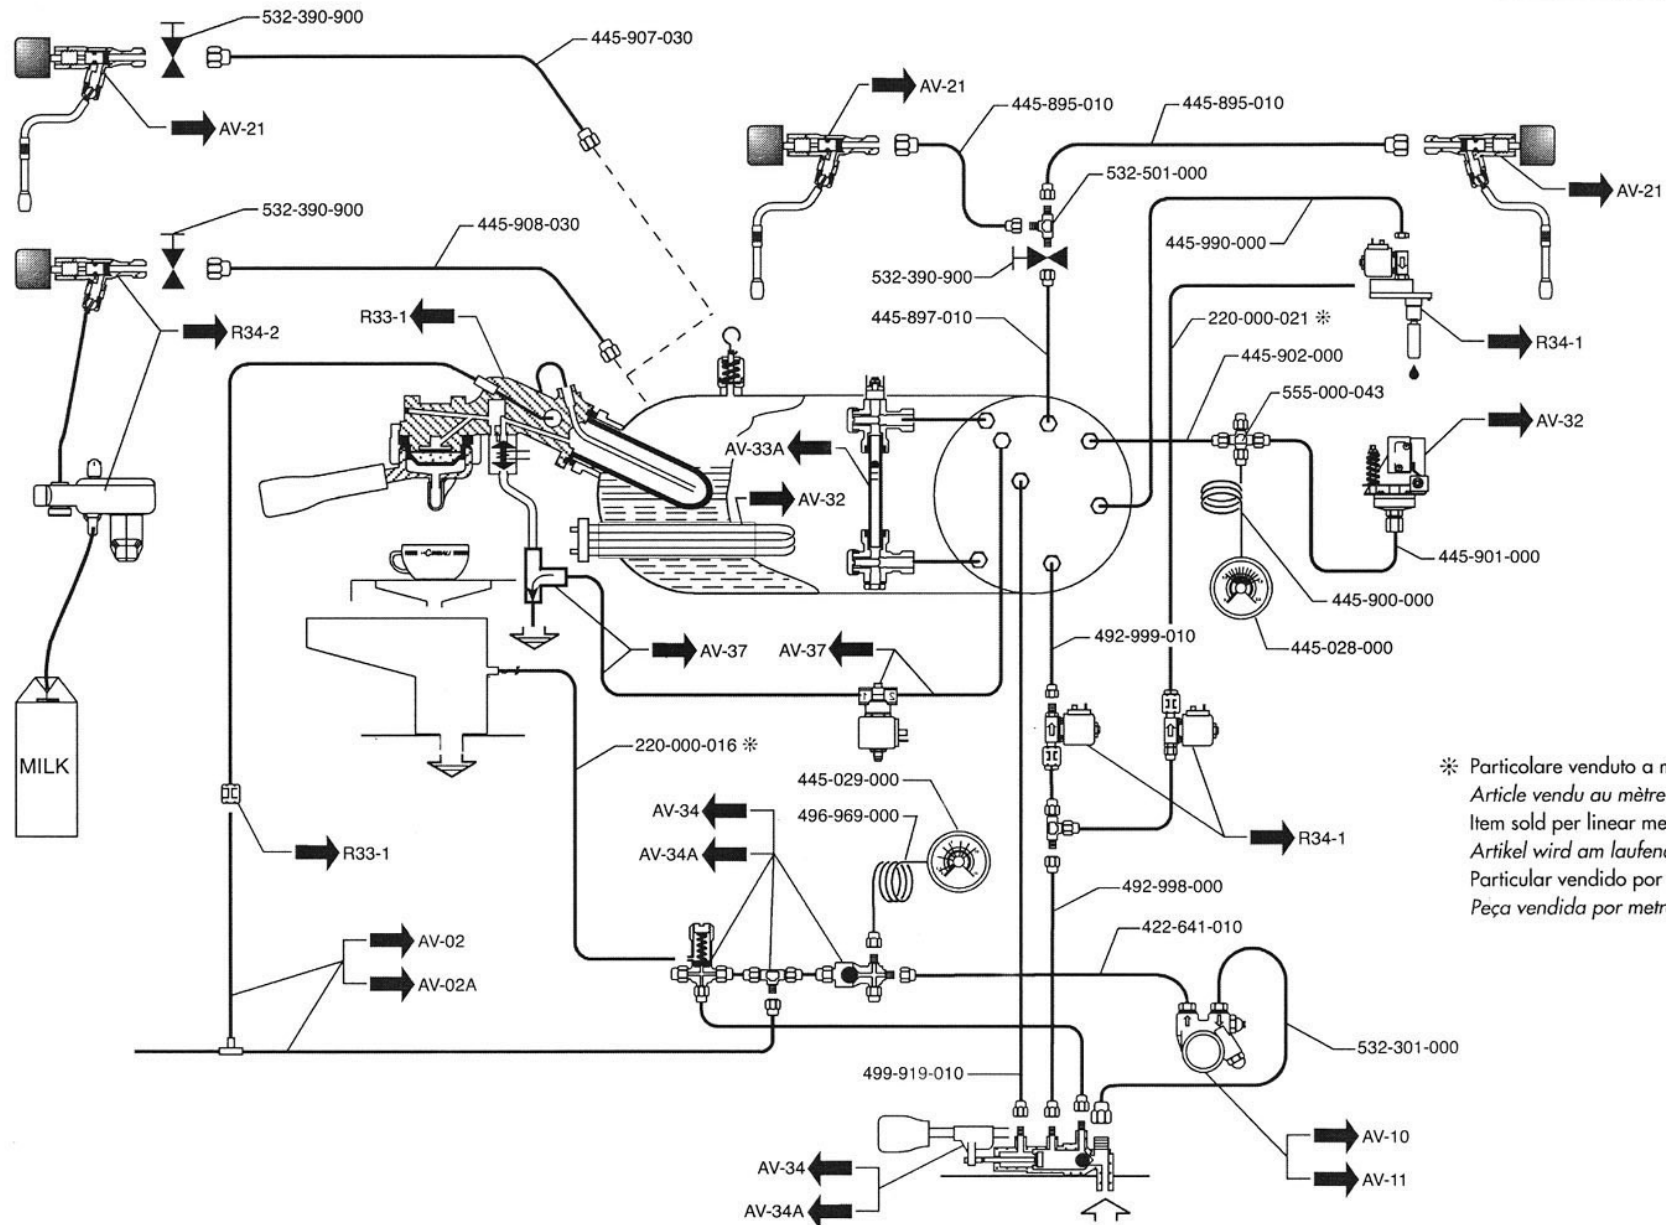 532-390-900
445-907-030
AV-21
532-390-900
445-908-030
R34-2
AV-21
445-895-010
445-895-010
532-501-000
AV-21
445-990-000
532-390-900
445-897-010
220-000-021 ※
R34-1
445-902-000
555-000-043
AV-32
R33-1
AV-33A
AV-32
CIMBALI
445-901-000
445-900-000
445-028-000
492-999-010
AV-37
AV-37
1
2
MILK
220-000-016 ※
445-029-000
496-969-000
AV-34
AV-34A
R33-1
R34-1
※ Particolare venduto a m
Article vendu au mètre
Item sold per linear me
Artikel wird am laufend
Particular vendido por
Peça vendida por metr
492-998-000
422-641-010
AV-02
AV-02A
532-301-000
499-919-010
AV-10
AV-11
AV-34
AV-34A